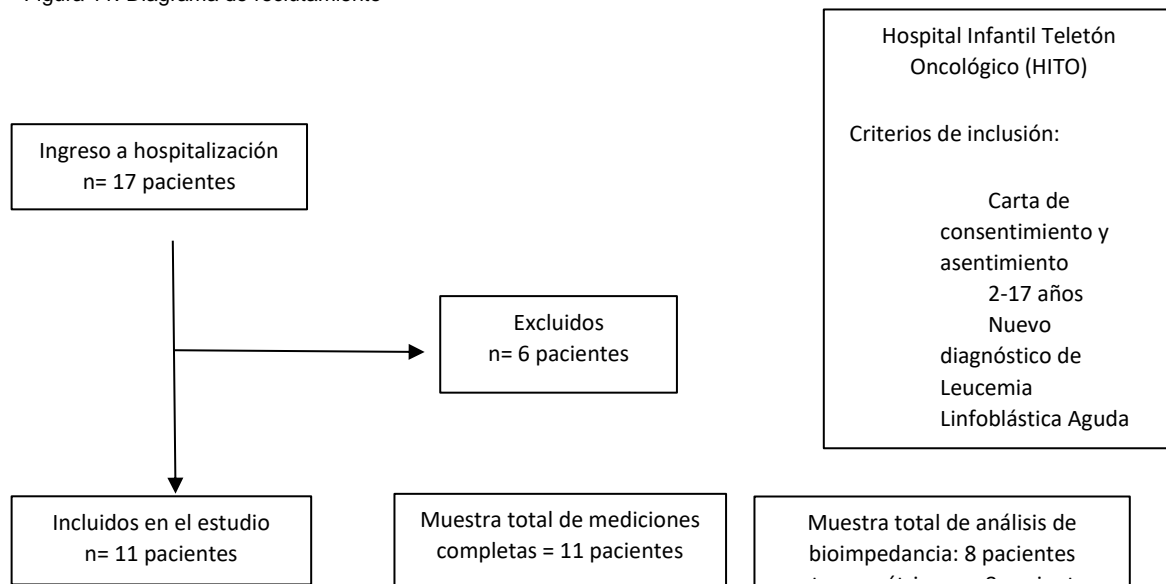 Hospital Infantil Teletón
Oncológico (HITO)
Criterios de inclusión:
Carta de
consentimiento y
asentimiento
2-17 años
Nuevo
diagnóstico de
Leucemia
Linfoblástica Aguda
Ingreso a hospitalización
n= 17 pacientes
Excluidos
n= 6 pacientes
Incluidos en el estudio
n= 11 pacientes
Muestra total de mediciones
completas = 11 pacientes
Muestra total de análisis de
bioimpedancia: 8 pacientes